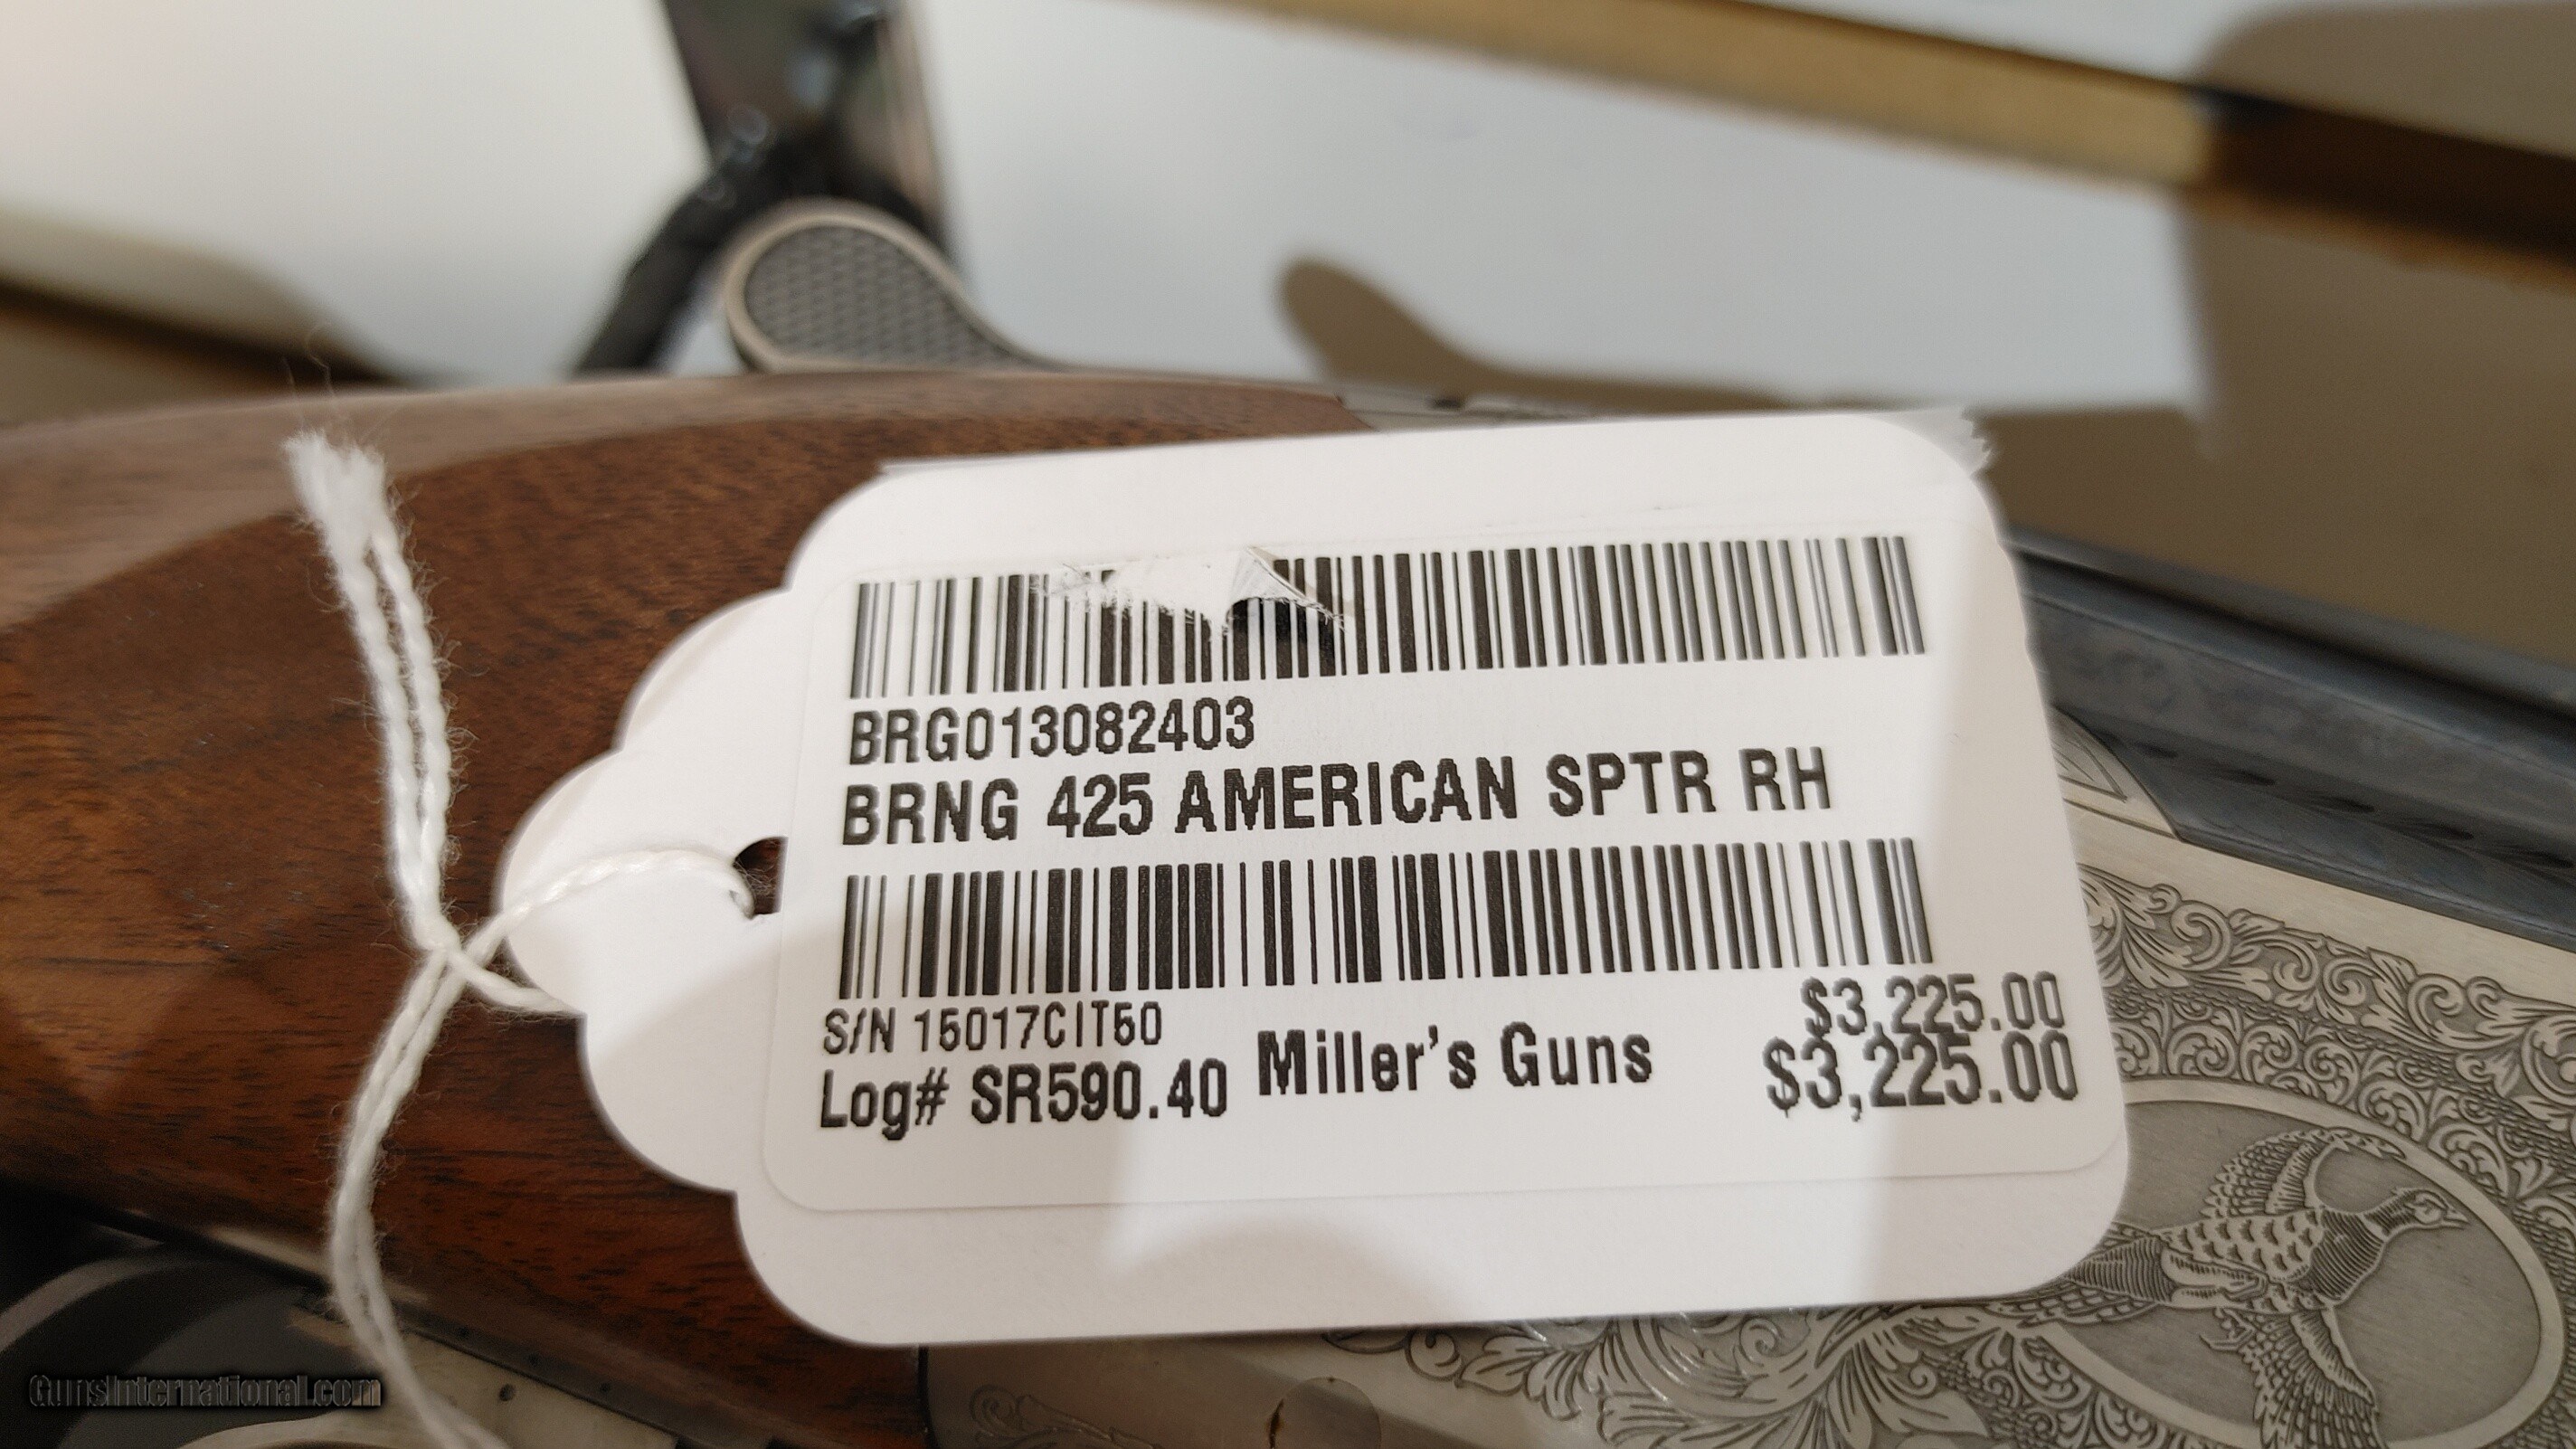 BRG013082403
BRNG 425 AMERICAN SPTR RH
S/N 15017CIT50
$3,225.00
Log# SR590.40 Miller's Guns $3,225.00
GunsInternational.com